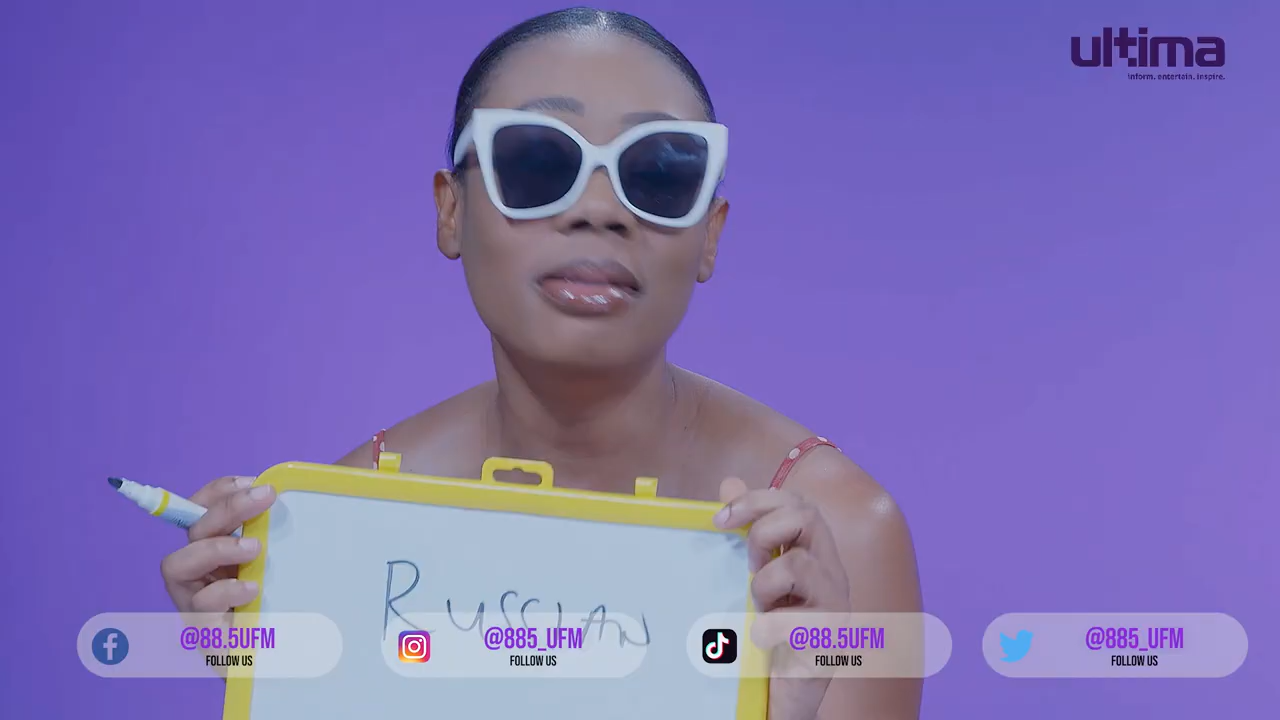 ultima
inform. entertain. inspire.
Russian
@88.5UFM
FOLLOW US
@885_UFM
FOLLOW US
@88.5UFM
FOLLOW US
@885_UFM
FOLLOW US